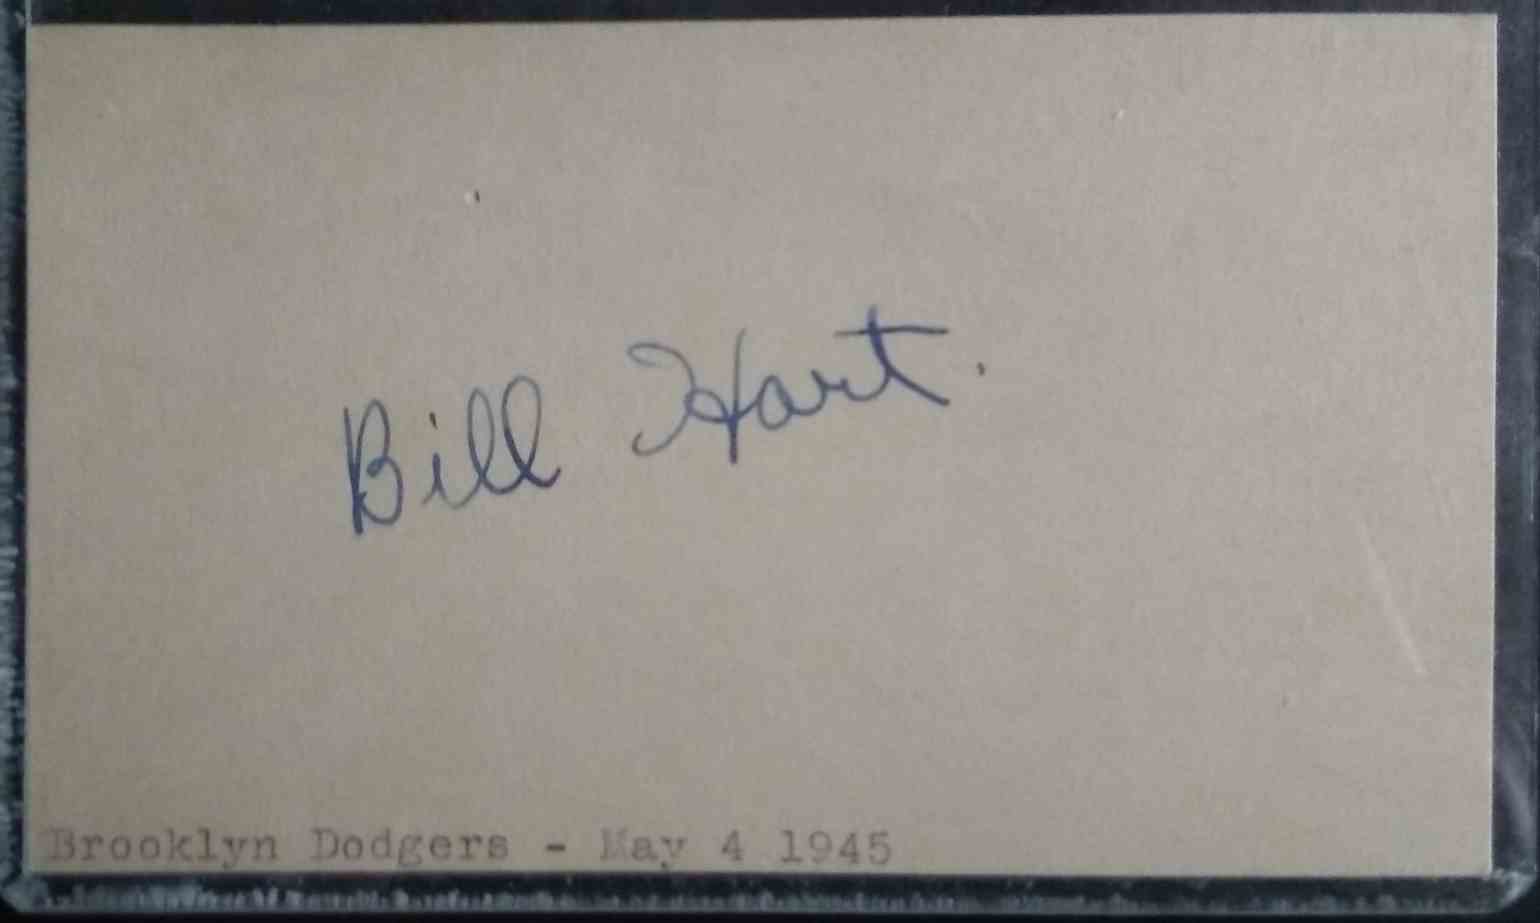 Bill Hart.
Brooklyn Dodgers - May 4 1945